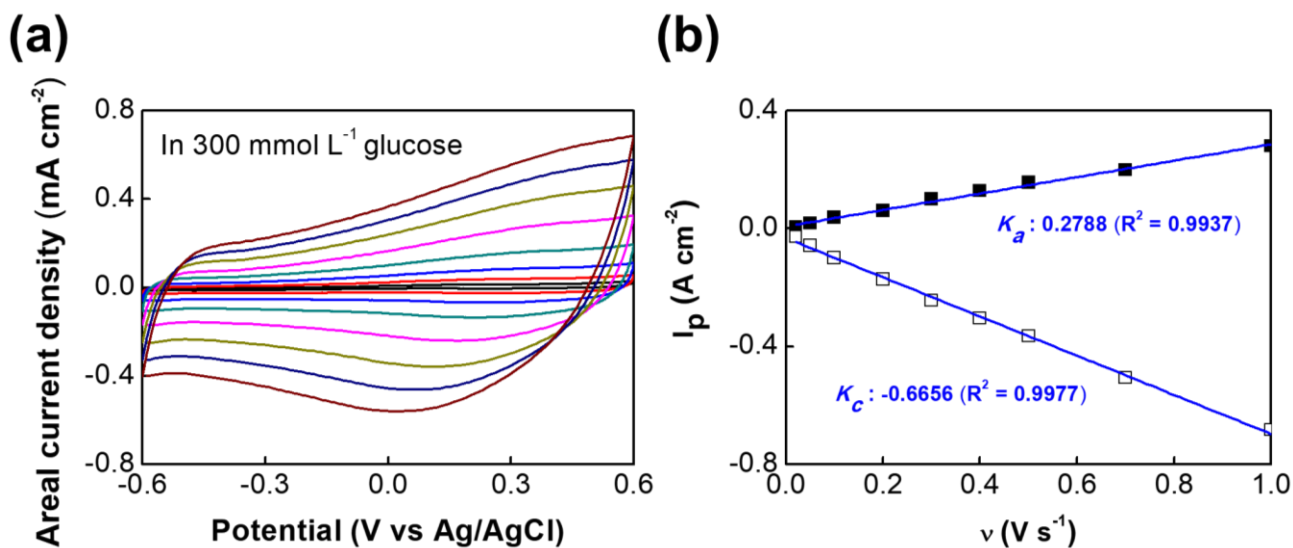 (a)
Areal current density (mA cm⁻²)
0.8
0.4
0.0
-0.4
-0.8
In 300 mmol L⁻¹ glucose
-0.6
-0.3
0.0
0.3
0.6
Potential (V vs Ag/AgCl)
(b)
Iₚ (A cm⁻²)
0.4
0.0
-0.4
-0.8
Kₐ : 0.2788 (R² = 0.9937)
K_c : -0.6656 (R² = 0.9977)
0.0
0.2
0.4
0.6
0.8
1.0
ν (V s⁻¹)